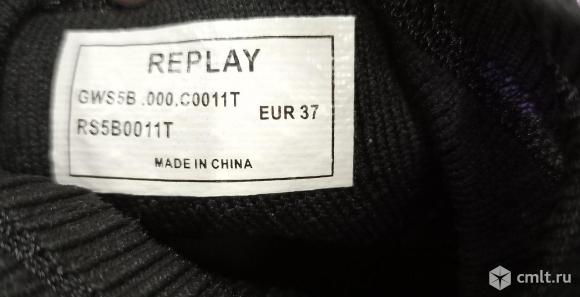 REPLAY
GWS5B .000.C0011T
EUR 37
RS5B0011T
MADE IN CHINA
cmlt.ru